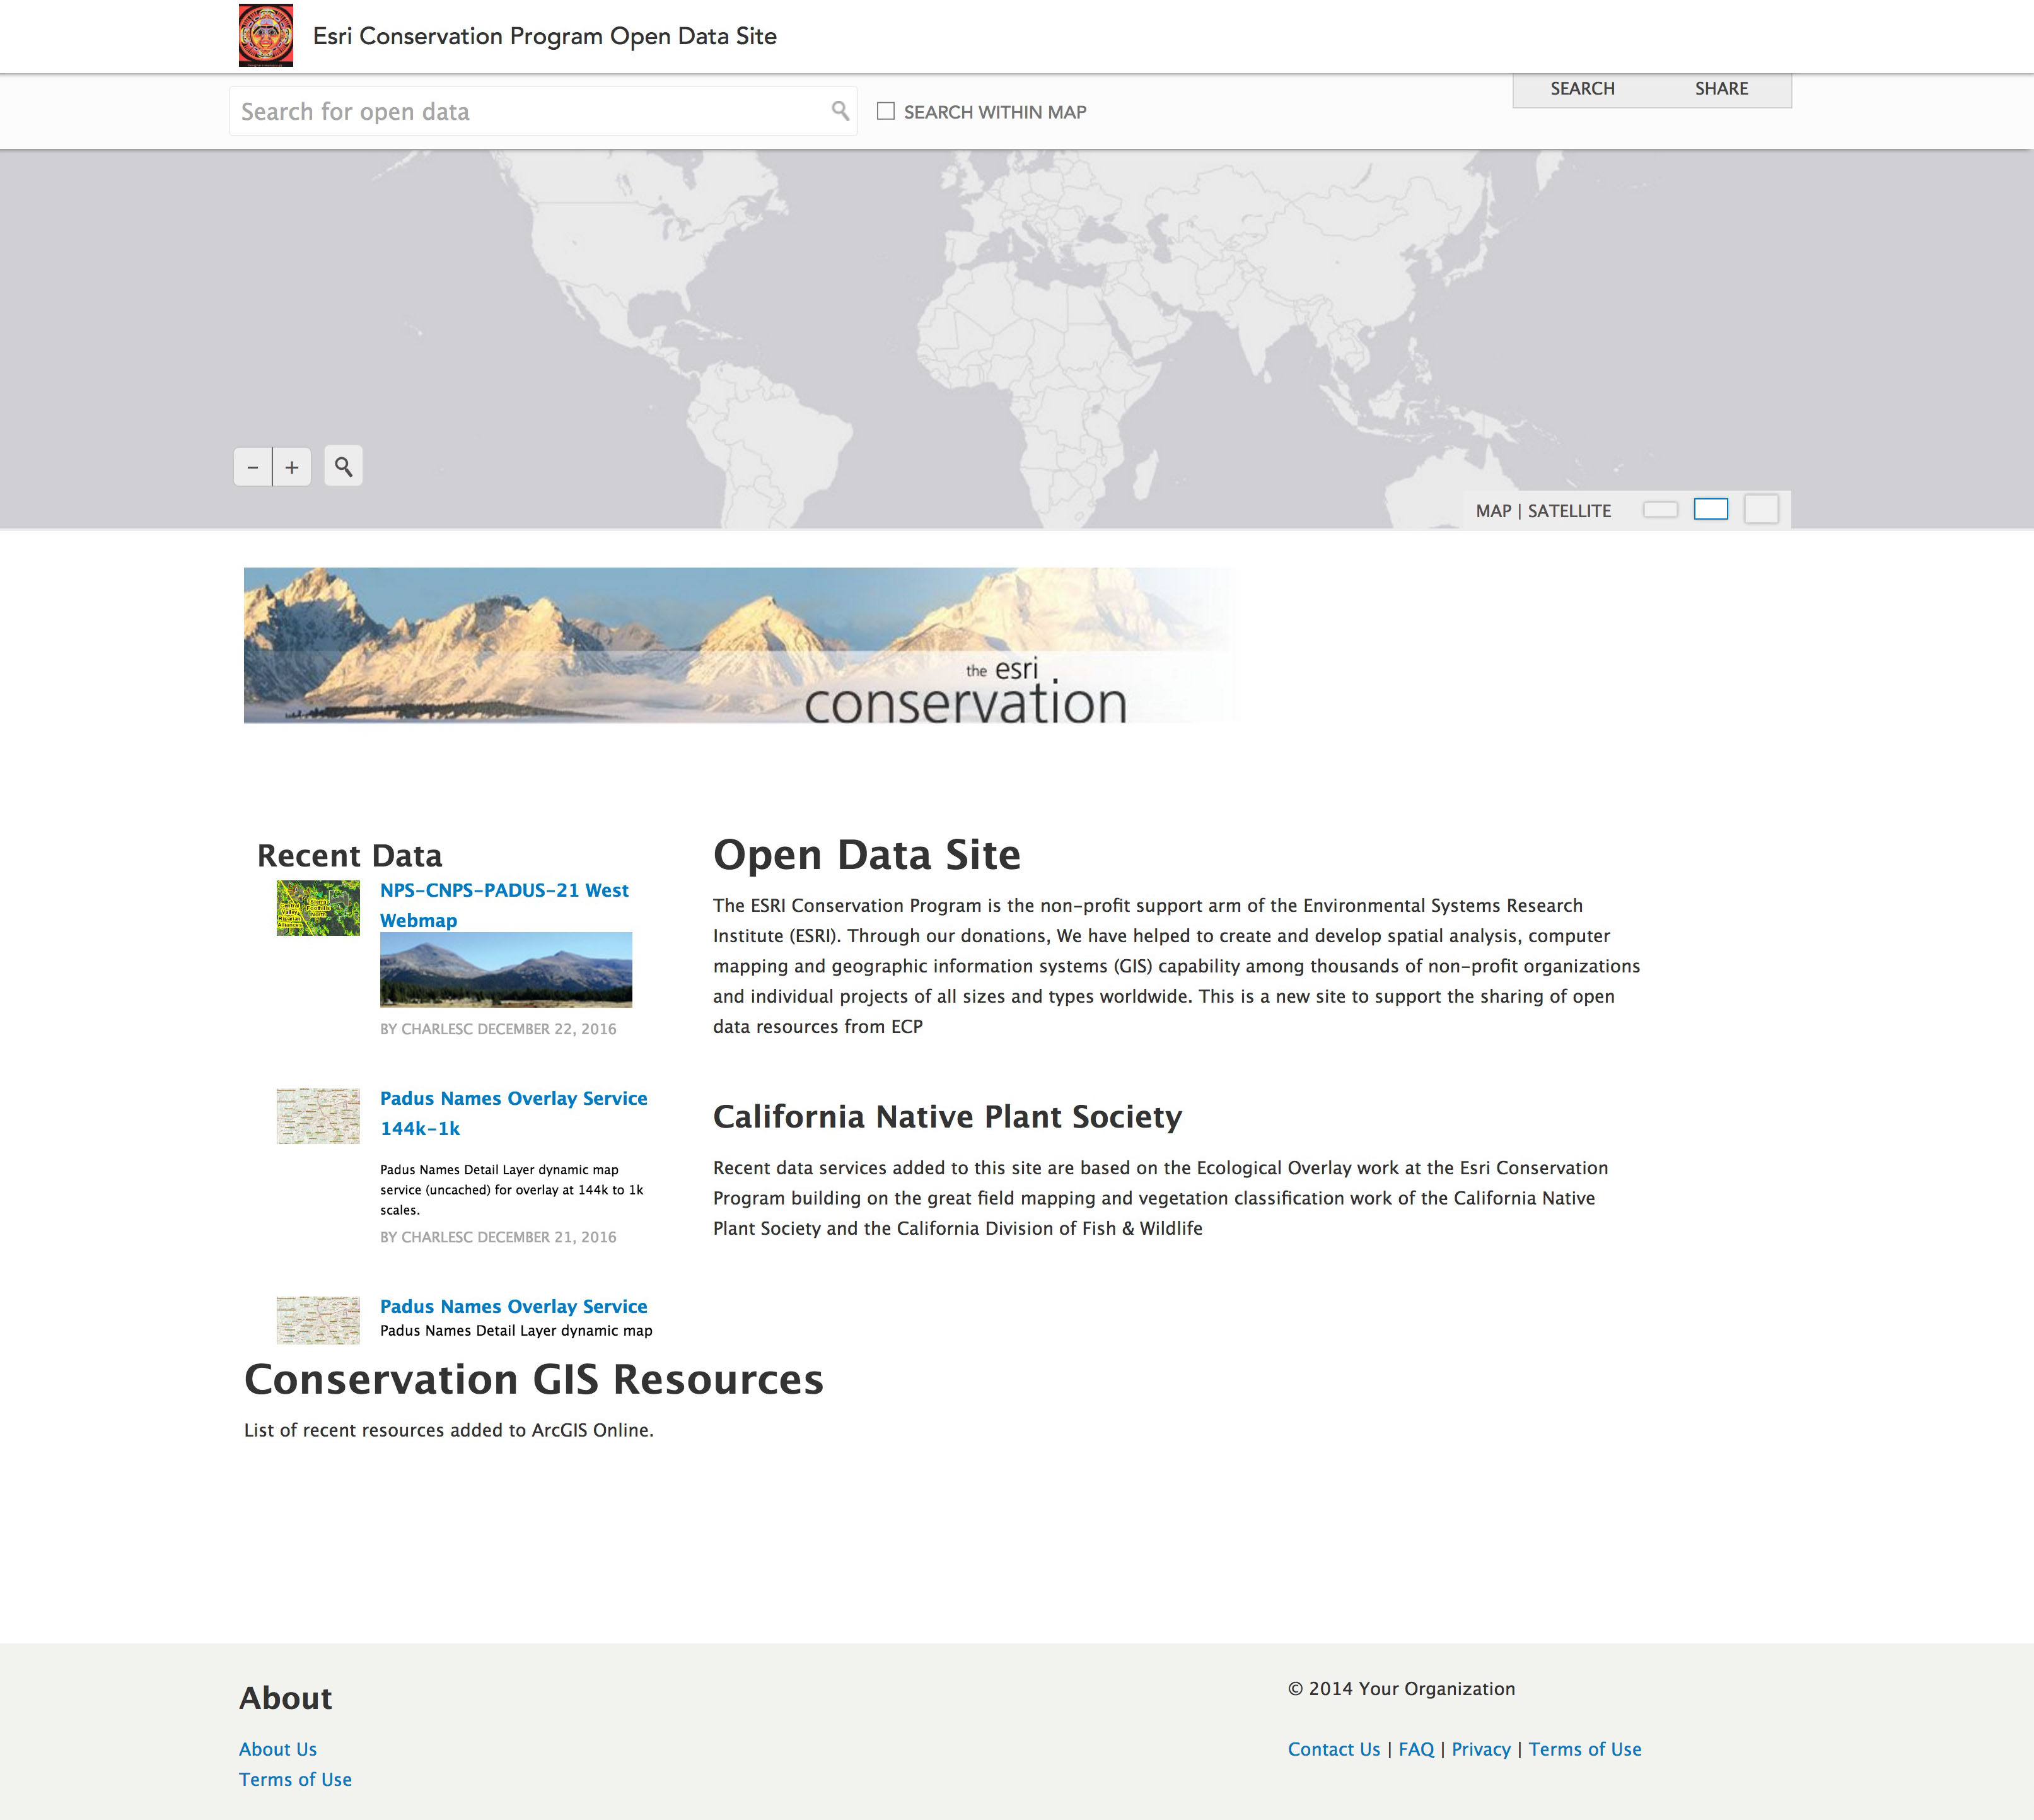 Esri Conservation Program Open Data Site
SEARCH SHARE
Search for open data
SEARCH WITHIN MAP
− +
MAP | SATELLITE
the esri
conservation
Recent Data
NPS-CNPS-PADUS-21 West
Webmap
BY CHARLESC DECEMBER 22, 2016
Padus Names Overlay Service
144k-1k
Padus Names Detail Layer dynamic map
service (uncached) for overlay at 144k to 1k
scales.
BY CHARLESC DECEMBER 21, 2016
Padus Names Overlay Service
Padus Names Detail Layer dynamic map
Open Data Site
The ESRI Conservation Program is the non-profit support arm of the Environmental Systems Research
Institute (ESRI). Through our donations, We have helped to create and develop spatial analysis, computer
mapping and geographic information systems (GIS) capability among thousands of non-profit organizations
and individual projects of all sizes and types worldwide. This is a new site to support the sharing of open
data resources from ECP
California Native Plant Society
Recent data services added to this site are based on the Ecological Overlay work at the Esri Conservation
Program building on the great field mapping and vegetation classification work of the California Native
Plant Society and the California Division of Fish & Wildlife
Conservation GIS Resources
List of recent resources added to ArcGIS Online.
About
About Us
Terms of Use
© 2014 Your Organization
Contact Us | FAQ | Privacy | Terms of Use